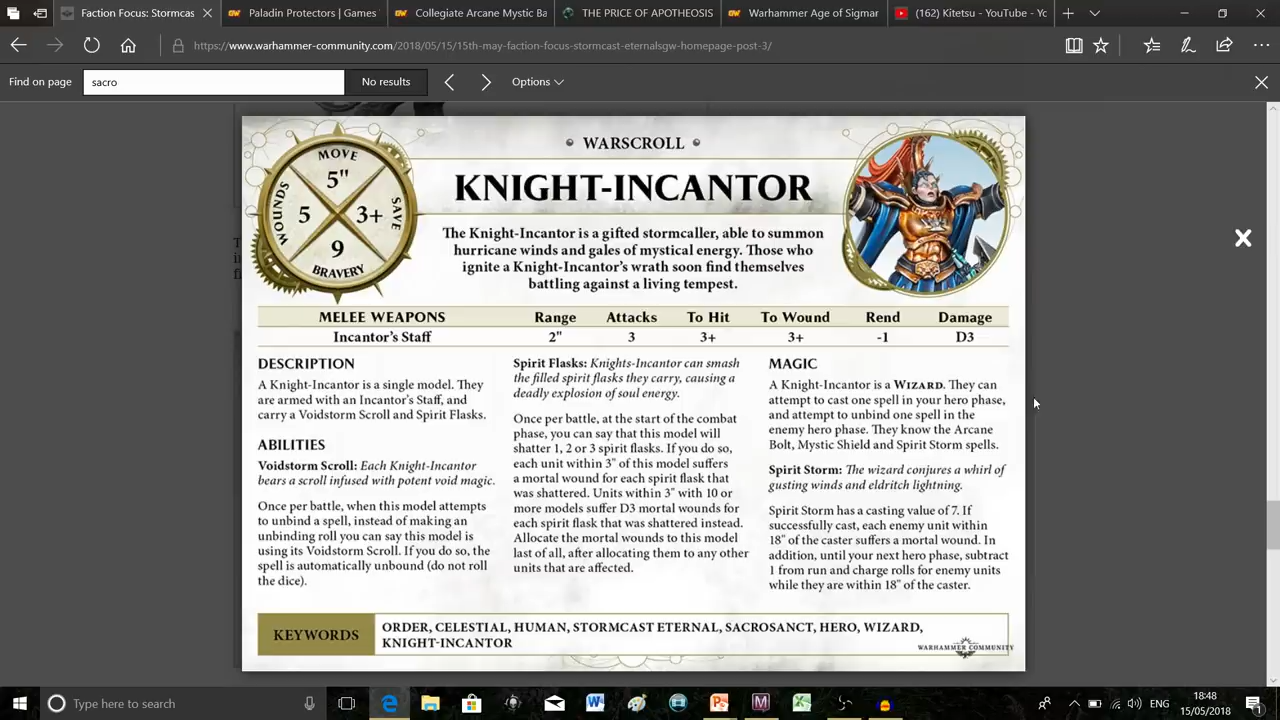 Faction Focus: Stormcas
Paladin Protectors | Games
Collegiate Arcane Mystic Ba
THE PRICE OF APOTHEOSIS
Warhammer Age of Sigmar
(162) Kitetsu - YouTube - Yo
https://www.warhammer-community.com/2018/05/15/15th-may-faction-focus-stormcast-eternalsgw-homepage-post-3/
Find on page
sacro
No results
Options
WARSCROLL
KNIGHT-INCANTOR
MOVE
5"
WOUNDS
5
3+
SAVE
9
BRAVERY
The Knight-Incantor is a gifted stormcaller, able to summon
hurricane winds and gales of mystical energy. Those who
ignite a Knight-Incantor's wrath soon find themselves
battling against a living tempest.
MELEE WEAPONS Range Attacks To Hit To Wound Rend Damage
Incantor's Staff 2" 3 3+ 3+ -1 D3
DESCRIPTION
A Knight-Incantor is a single model. They
are armed with an Incantor's Staff, and
carry a Voidstorm Scroll and Spirit Flasks.
ABILITIES
Voidstorm Scroll: Each Knight-Incantor
bears a scroll infused with potent void magic.
Once per battle, when this model attempts
to unbind a spell, instead of making an
unbinding roll you can say this model is
using its Voidstorm Scroll. If you do so, the
spell is automatically unbound (do not roll
the dice).
Spirit Flasks: Knights-Incantor can smash
the filled spirit flasks they carry, causing a
deadly explosion of soul energy.
Once per battle, at the start of the combat
phase, you can say that this model will
shatter 1, 2 or 3 spirit flasks. If you do so,
each unit within 3" of this model suffers
a mortal wound for each spirit flask that
was shattered. Units within 3" with 10 or
more models suffer D3 mortal wounds for
each spirit flask that was shattered instead.
Allocate the mortal wounds to this model
last of all, after allocating them to any other
units that are affected.
MAGIC
A Knight-Incantor is a WIZARD. They can
attempt to cast one spell in your hero phase,
and attempt to unbind one spell in the
enemy hero phase. They know the Arcane
Bolt, Mystic Shield and Spirit Storm spells.
Spirit Storm: The wizard conjures a whirl of
gusting winds and eldritch lightning.
Spirit Storm has a casting value of 7. If
successfully cast, each enemy unit within
18" of the caster suffers a mortal wound. In
addition, until your next hero phase, subtract
1 from run and charge rolls for enemy units
while they are within 18" of the caster.
KEYWORDS
ORDER, CELESTIAL, HUMAN, STORMCAST ETERNAL, SACROSANCT, HERO, WIZARD,
KNIGHT-INCANTOR
WARHAMMER COMMUNITY
Type here to search
ENG
18:48
15/05/2018